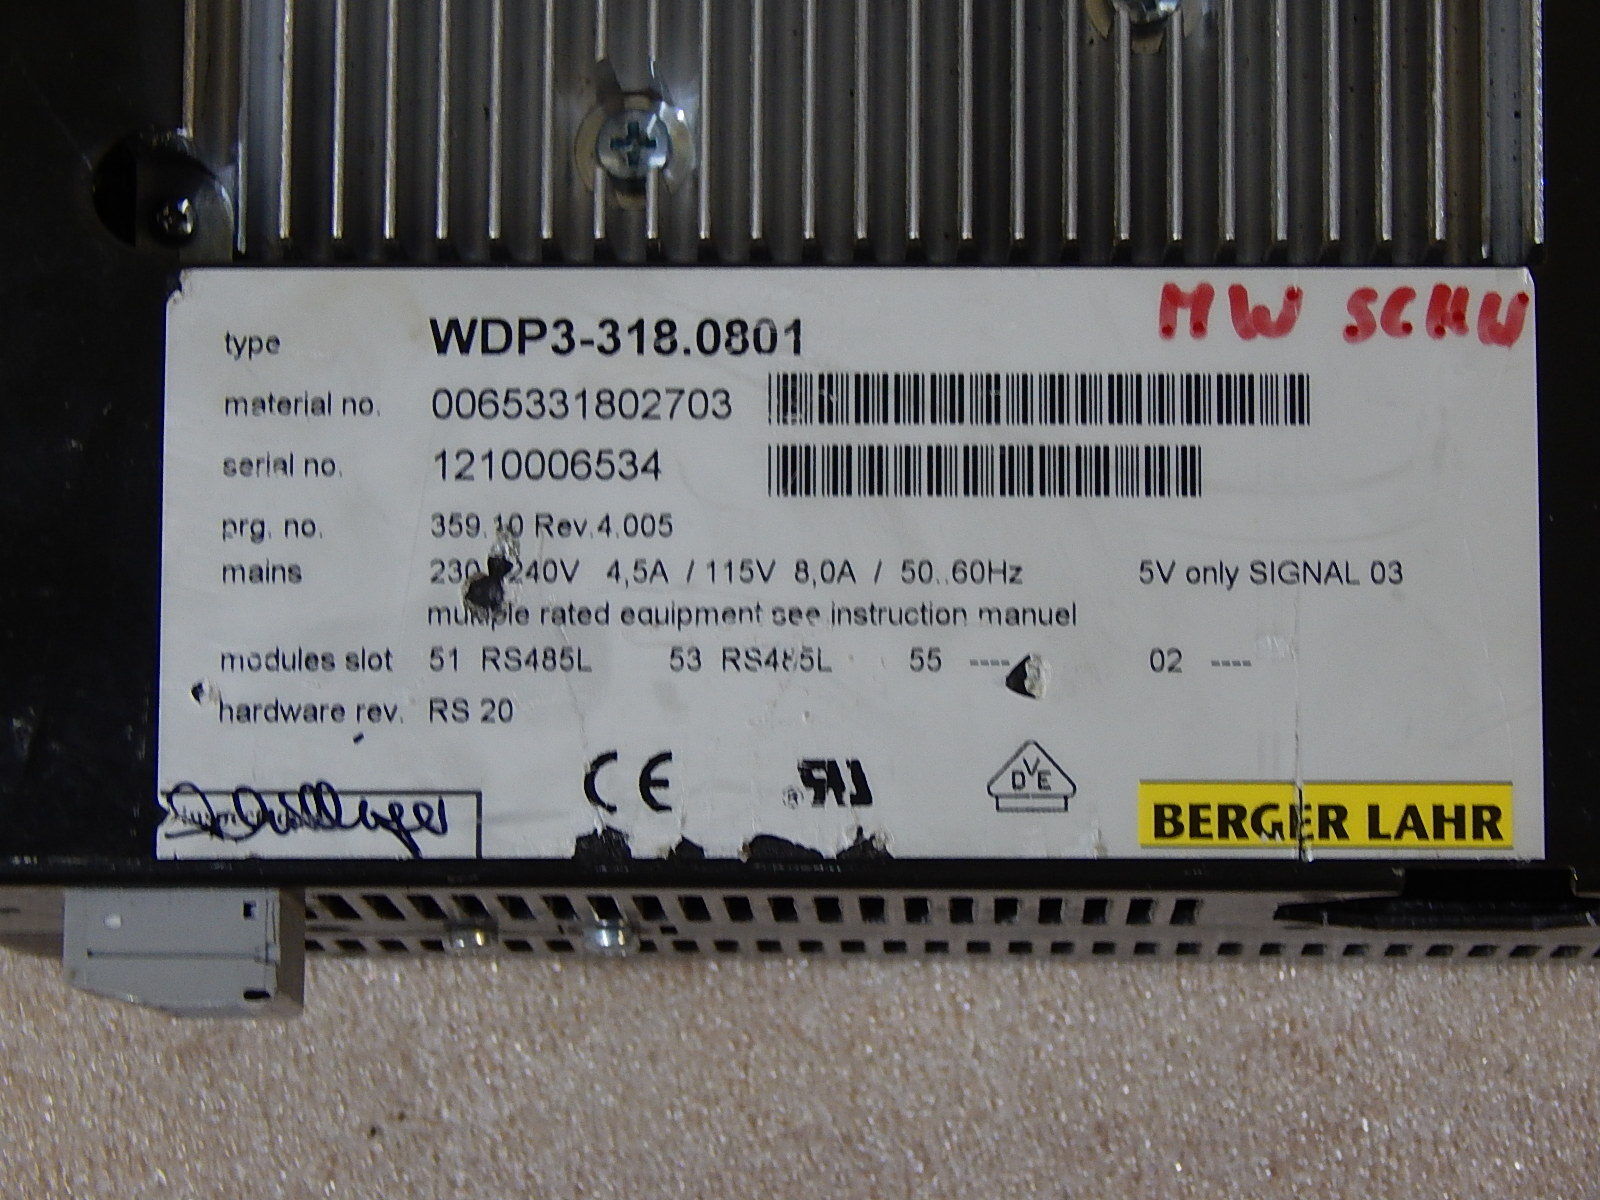 MW SCHW
type WDP3-318.0801
material no. 0065331802703
serial no. 1210006534
prg. no. 359.10 Rev.4.005
mains 230 240V 4,5A / 115V 8,0A / 50..60Hz 5V only SIGNAL 03
multiple rated equipment see instruction manuel
modules slot 51 RS485L 53 RS485L 55 ---- 02 ----
hardware rev. RS 20
CE
DVE
BERGER LAHR